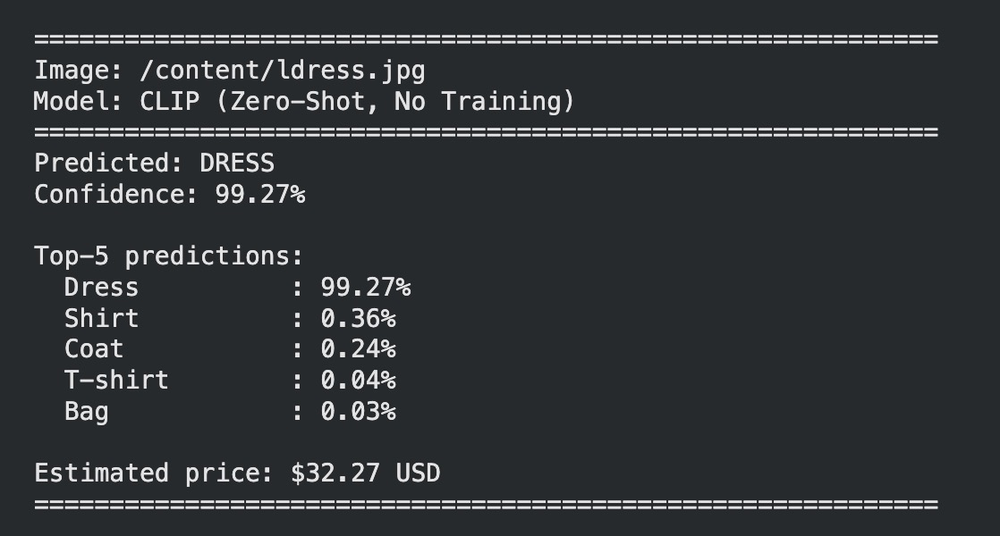 ============================================================
Image: /content/ldress.jpg
Model: CLIP (Zero-Shot, No Training)
============================================================
Predicted: DRESS
Confidence: 99.27%
Top-5 predictions:
  Dress          : 99.27%
  Shirt          : 0.36%
  Coat           : 0.24%
  T-shirt        : 0.04%
  Bag            : 0.03%
Estimated price: $32.27 USD
============================================================